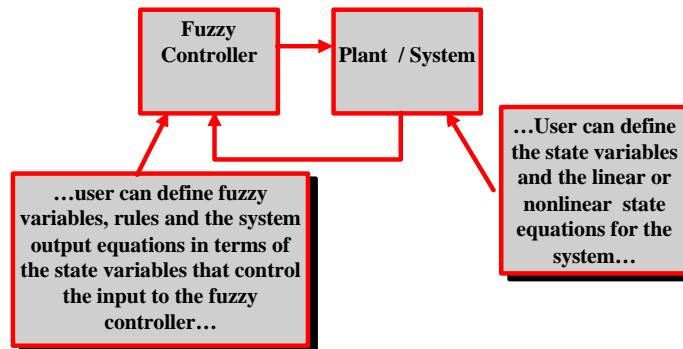 Fuzzy
Controller
Plant / System
…User can define
the state variables
and the linear or
nonlinear state
equations for the
system…
…user can define fuzzy
variables, rules and the system
output equations in terms of
the state variables that control
the input to the fuzzy
controller…